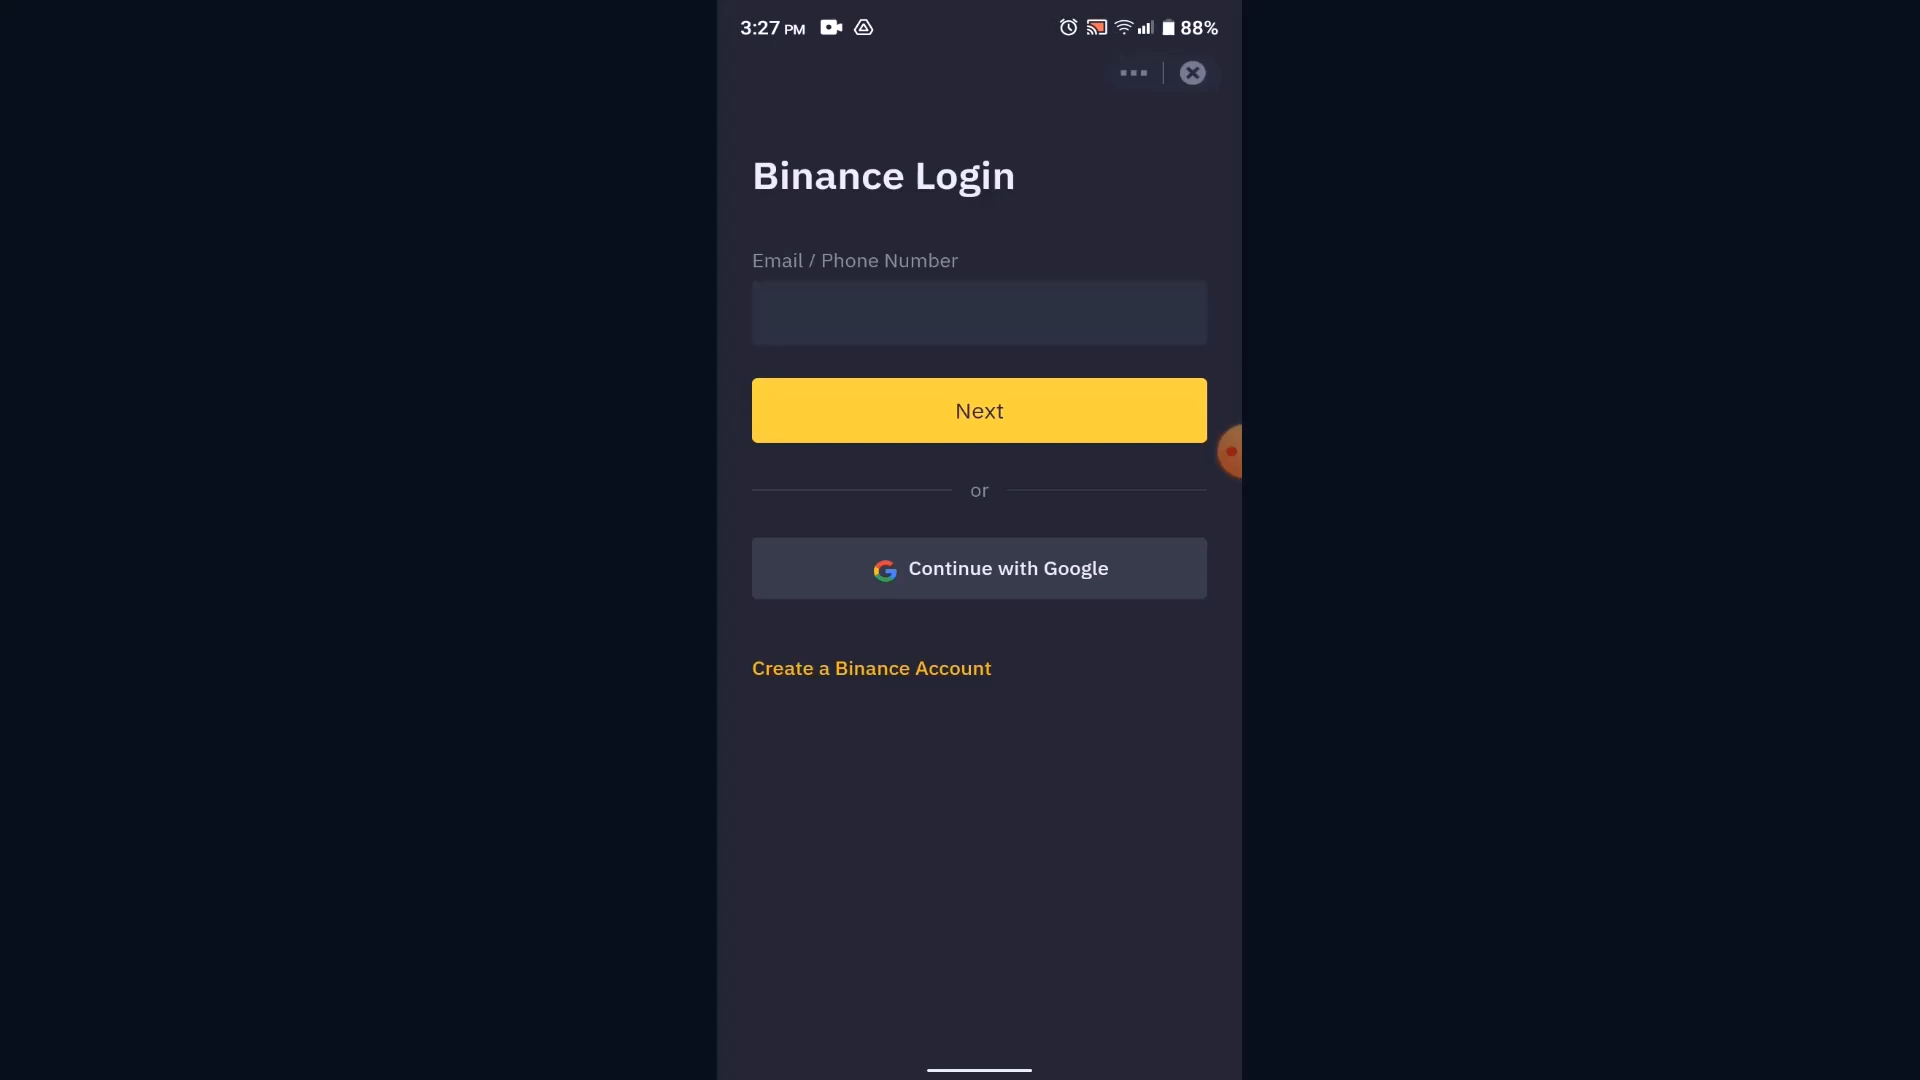 3:27 PM 88%
Binance Login
Email / Phone Number
Next
or
Continue with Google
Create a Binance Account